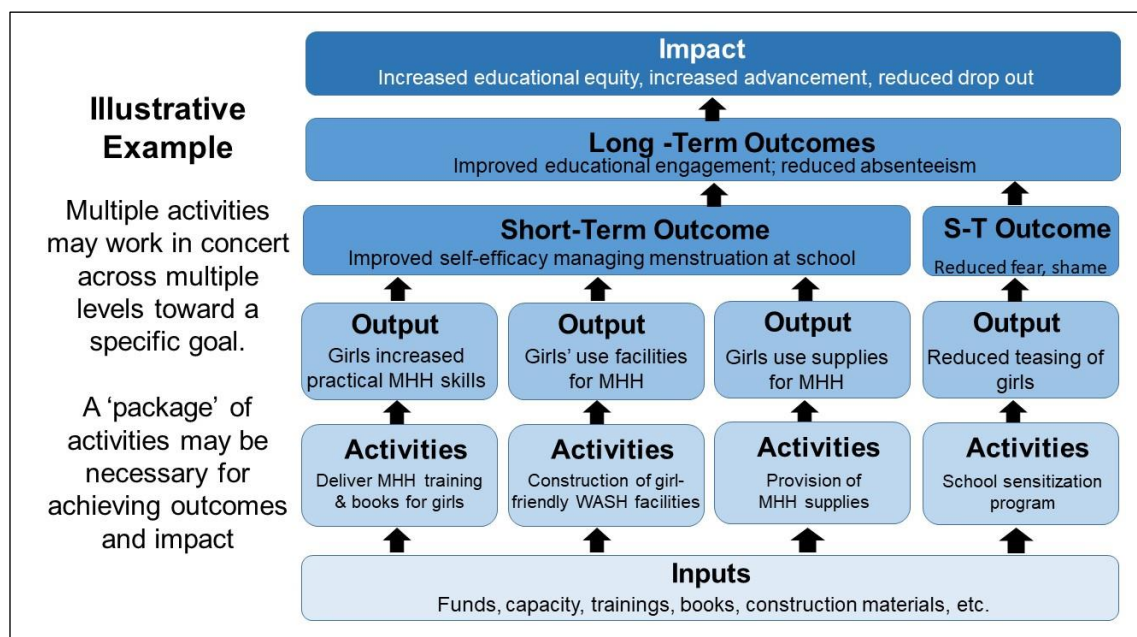 Illustrative
Example
Multiple activities
may work in concert
across multiple
levels toward a
specific goal.
A ‘package’ of
activities may be
necessary for
achieving outcomes
and impact
Impact
Increased educational equity, increased advancement, reduced drop out
Long -Term Outcomes
Improved educational engagement; reduced absenteeism
Short-Term Outcome
Improved self-efficacy managing menstruation at school
S-T Outcome
Reduced fear, shame
Output
Girls increased
practical MHH skills
Output
Girls’ use facilities
for MHH
Output
Girls use supplies
for MHH
Output
Reduced teasing of
girls
Activities
Deliver MHH training
& books for girls
Activities
Construction of girl-
friendly WASH facilities
Activities
Provision of
MHH supplies
Activities
School sensitization
program
Inputs
Funds, capacity, trainings, books, construction materials, etc.